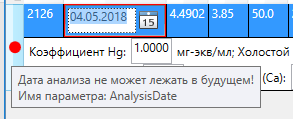 2126 04.05.2018 15 4.4902 3.85 50.0
Коэффициент Hg: 1.0000 мг-экв/мл; Холостой
Дата анализа не может лежать в будущем! (Ca):
Имя параметра: AnalysisDate